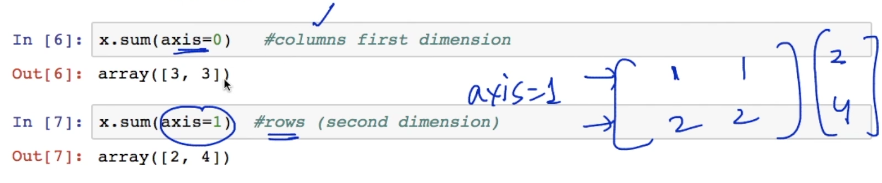 In [6]: x.sum(axis=0)   #columns first dimension
Out[6]: array([3, 3])
axis=1 [1 1 2 2] [2 4]
In [7]: x.sum(axis=1)   #rows (second dimension)
Out[7]: array([2, 4])